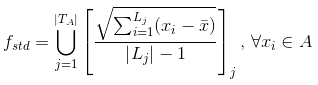 f_{std} = \bigcup_{j=1}^{|T_A|} \left[ \frac{\sqrt{\sum_{i=1}^{L_j} (x_i - \bar{x})}}{|L_j| - 1} \right]_j , \forall x_i \in A